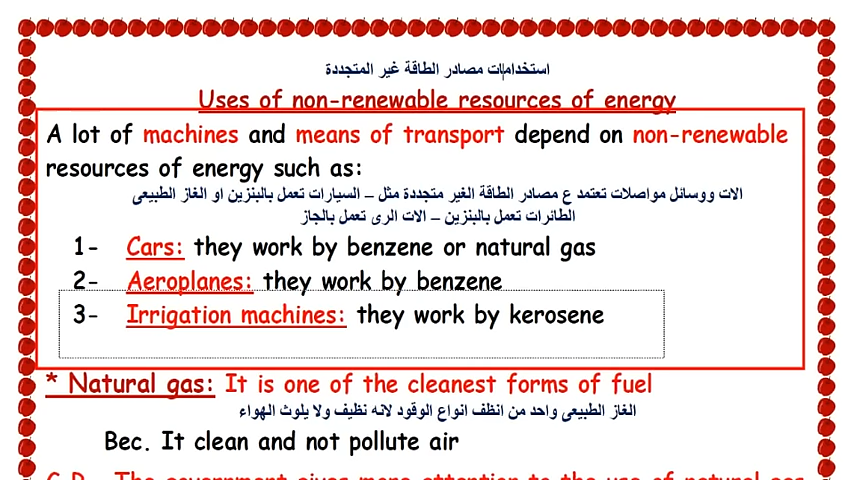 استخدامات مصادر الطاقة غير المتجددة
Uses of non-renewable resources of energy
A lot of machines and means of transport depend on non-renewable
resources of energy such as:
الات ووسائل مواصلات تعتمد ع مصادر الطاقة الغير متجددة مثل – السيارات تعمل بالبنزين او الغاز الطبيعى
الطائرات تعمل بالبنزين – الات الرى تعمل بالجاز
1- Cars: they work by benzene or natural gas
2- Aeroplanes: they work by benzene
3- Irrigation machines: they work by kerosene
* Natural gas: It is one of the cleanest forms of fuel
الغاز الطبيعى واحد من انظف انواع الوقود لانه نظيف ولا يلوث الهواء
Bec. It clean and not pollute air
G.R. The government gives more attention to the use of natural gas